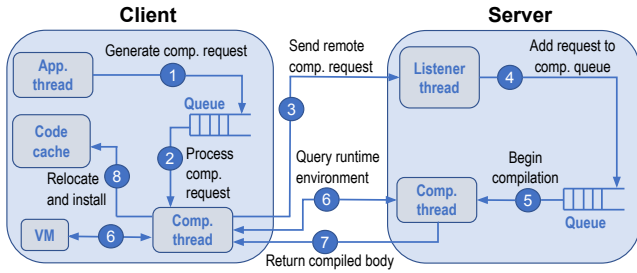 Client
Server
Generate comp. request
App.
thread
1
Queue
Code
cache
2
Process
comp.
request
8
Relocate
and install
VM
6
Comp.
thread
Send remote
comp. request
3
Query runtime
environment
6
7
Return compiled body
Listener
thread
4
Add request to
comp. queue
Begin
compilation
Comp.
thread
5
Queue